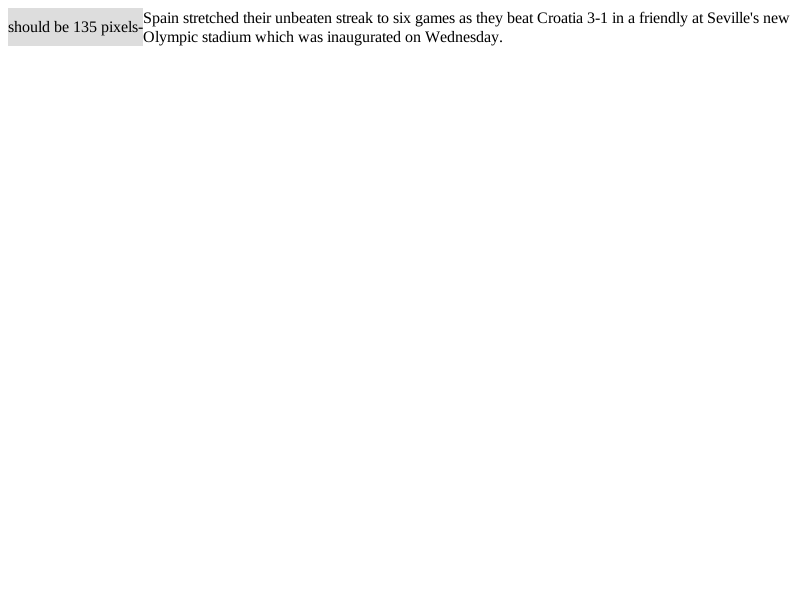 should be 135 pixels-
Spain stretched their unbeaten streak to six games as they beat Croatia 3-1 in a friendly at Seville's new
Olympic stadium which was inaugurated on Wednesday.